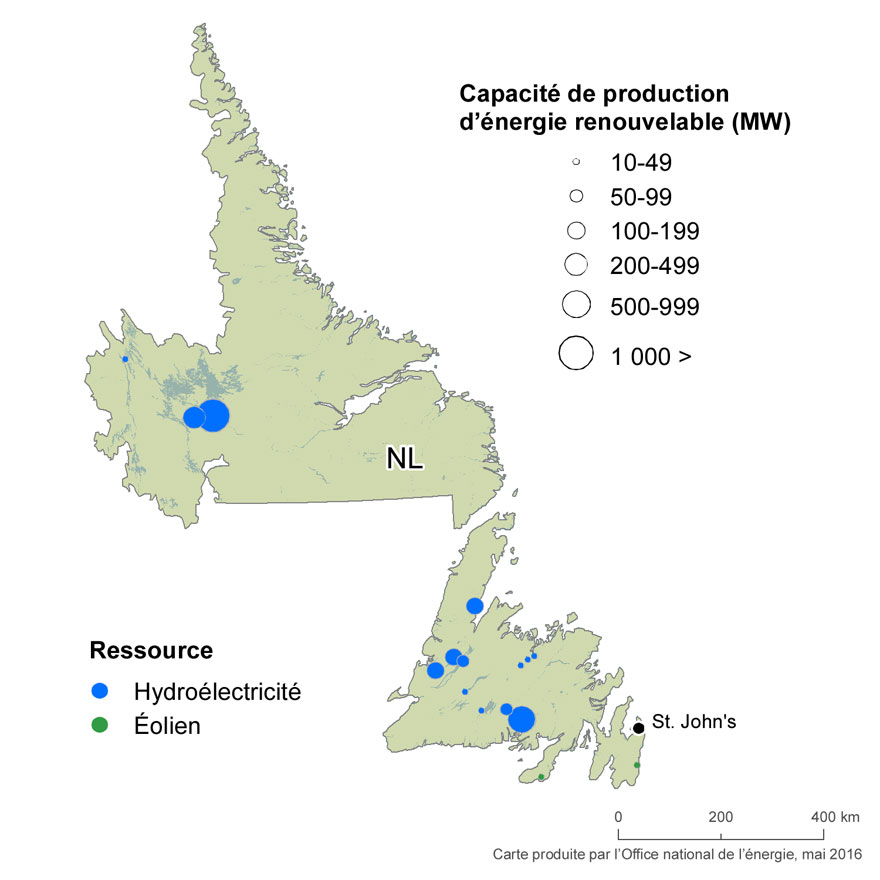 Capacité de production
d’énergie renouvelable (MW)
10-49
50-99
100-199
200-499
500-999
1 000 >
NL
Ressource
Hydroélectricité
Éolien
St. John's
0 200 400 km
Carte produite par l’Office national de l’énergie, mai 2016